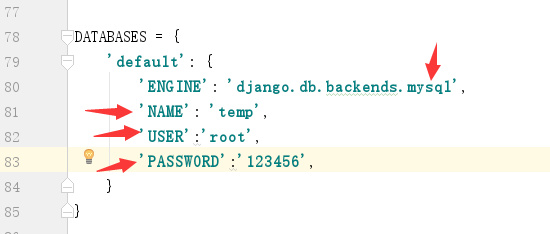 77
78 DATABASES = {
79 'default': {
80 'ENGINE': 'django.db.backends.mysql',
81 'NAME': 'temp',
82 'USER':'root',
83 'PASSWORD':'123456',
84 }
85 }